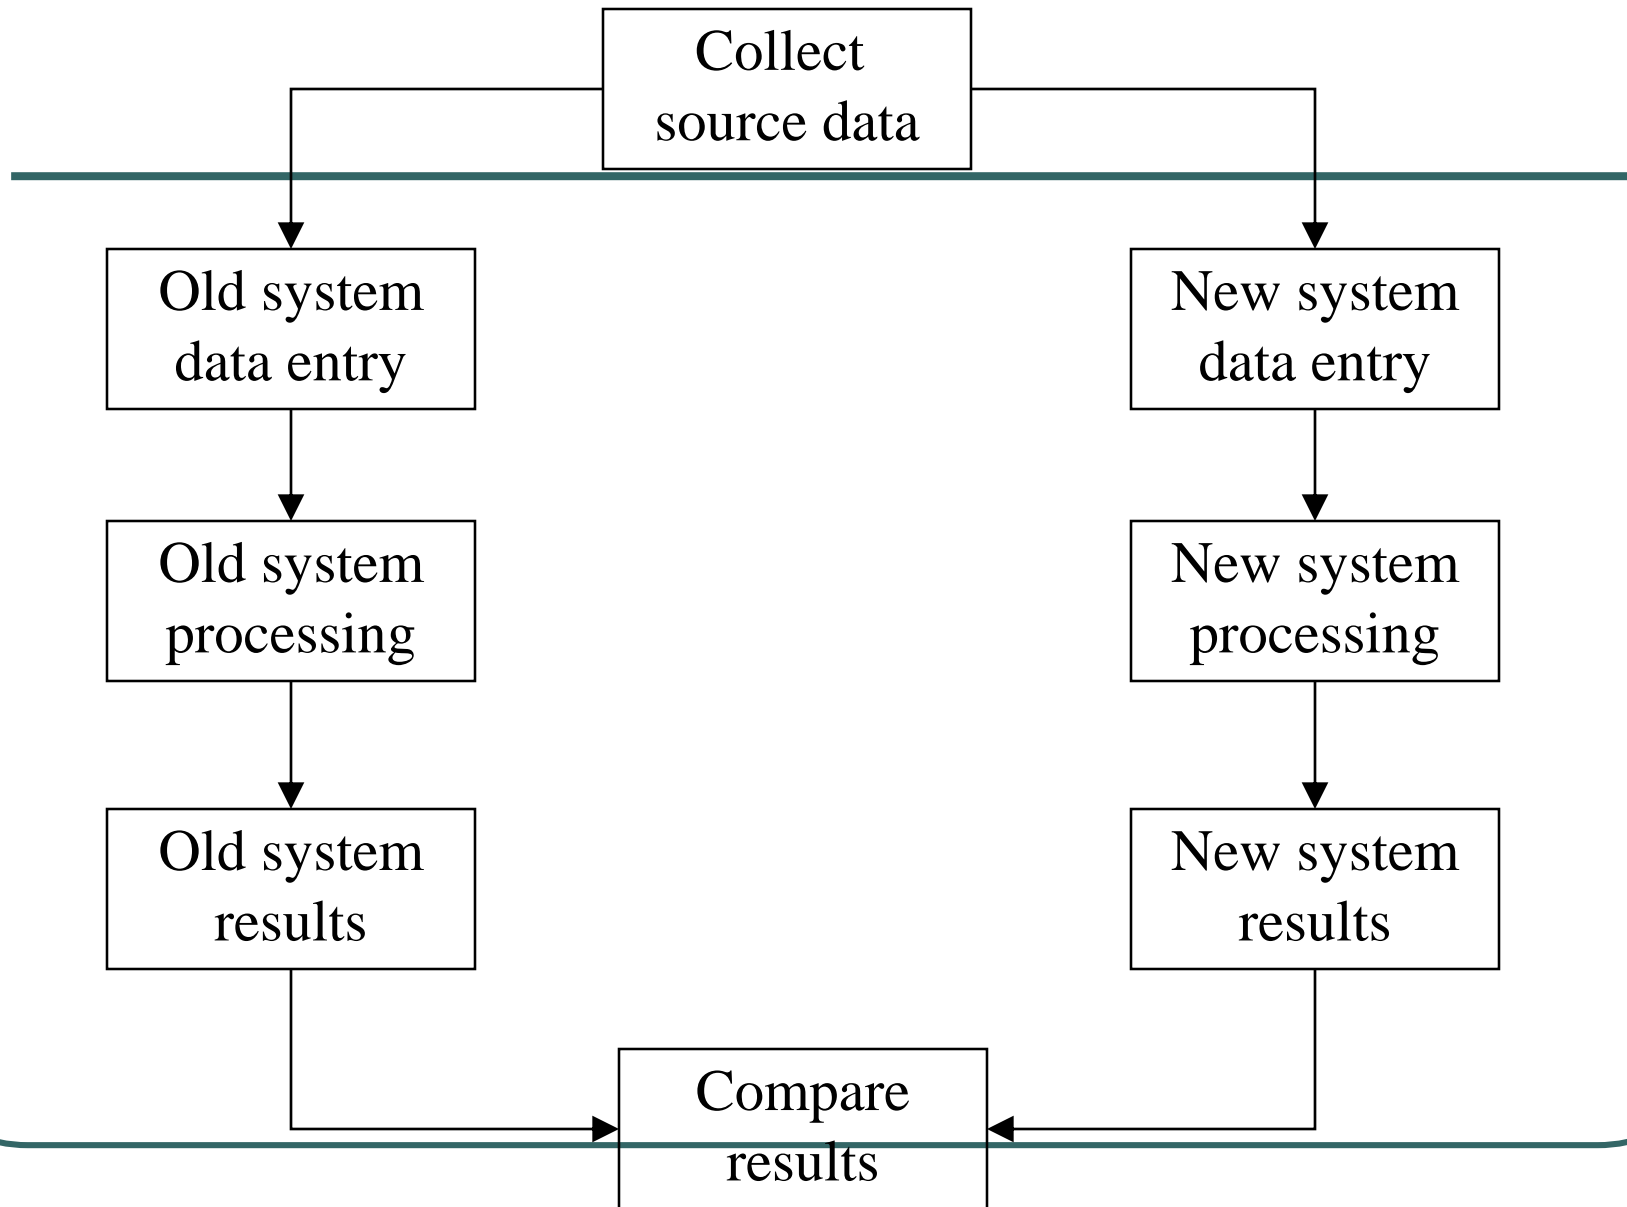 Collect
source data
Old system
data entry
New system
data entry
Old system
processing
New system
processing
Old system
results
New system
results
Compare
results